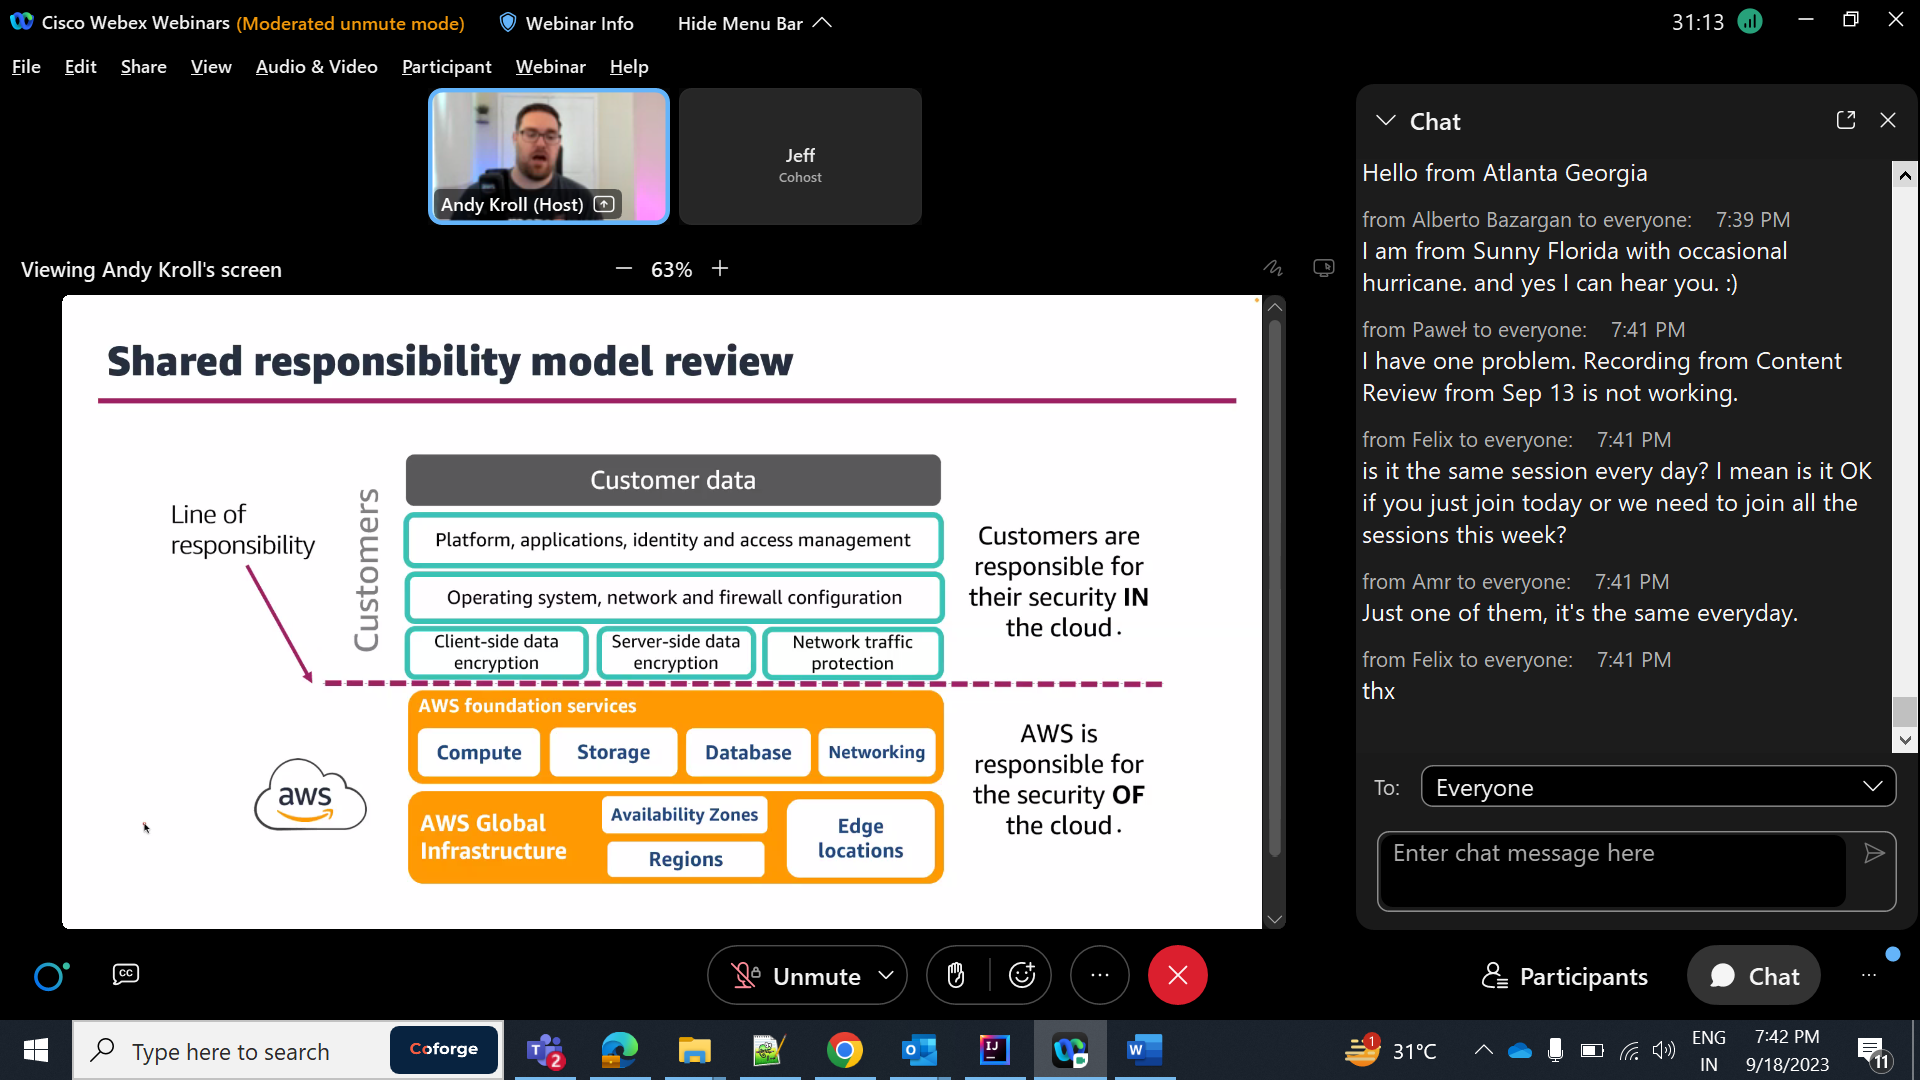 Cisco Webex Webinars (Moderated unmute mode)
Webinar Info
Hide Menu Bar
31:13
File Edit Share View Audio & Video Participant Webinar Help
Andy Kroll (Host)
Jeff
Cohost
Viewing Andy Kroll's screen
63%
Shared responsibility model review
Line of
responsibility
Customers
Customer data
Platform, applications, identity and access management
Operating system, network and firewall configuration
Client-side data
encryption
Server-side data
encryption
Network traffic
protection
Customers are
responsible for
their security IN
the cloud.
AWS foundation services
Compute
Storage
Database
Networking
aws
AWS Global
Infrastructure
Availability Zones
Regions
Edge
locations
AWS is
responsible for
the security OF
the cloud.
Chat
Hello from Atlanta Georgia
from Alberto Bazargan to everyone: 7:39 PM
I am from Sunny Florida with occasional
hurricane. and yes I can hear you. :)
from Paweł to everyone: 7:41 PM
I have one problem. Recording from Content
Review from Sep 13 is not working.
from Felix to everyone: 7:41 PM
is it the same session every day? I mean is it OK
if you just join today or we need to join all the
sessions this week?
from Amr to everyone: 7:41 PM
Just one of them, it's the same everyday.
from Felix to everyone: 7:41 PM
thx
To: Everyone
Enter chat message here
CC
Unmute
Participants
Chat
Type here to search
Coforge
2
IJ
W
1
31°C
ENG
IN
7:42 PM
9/18/2023
11